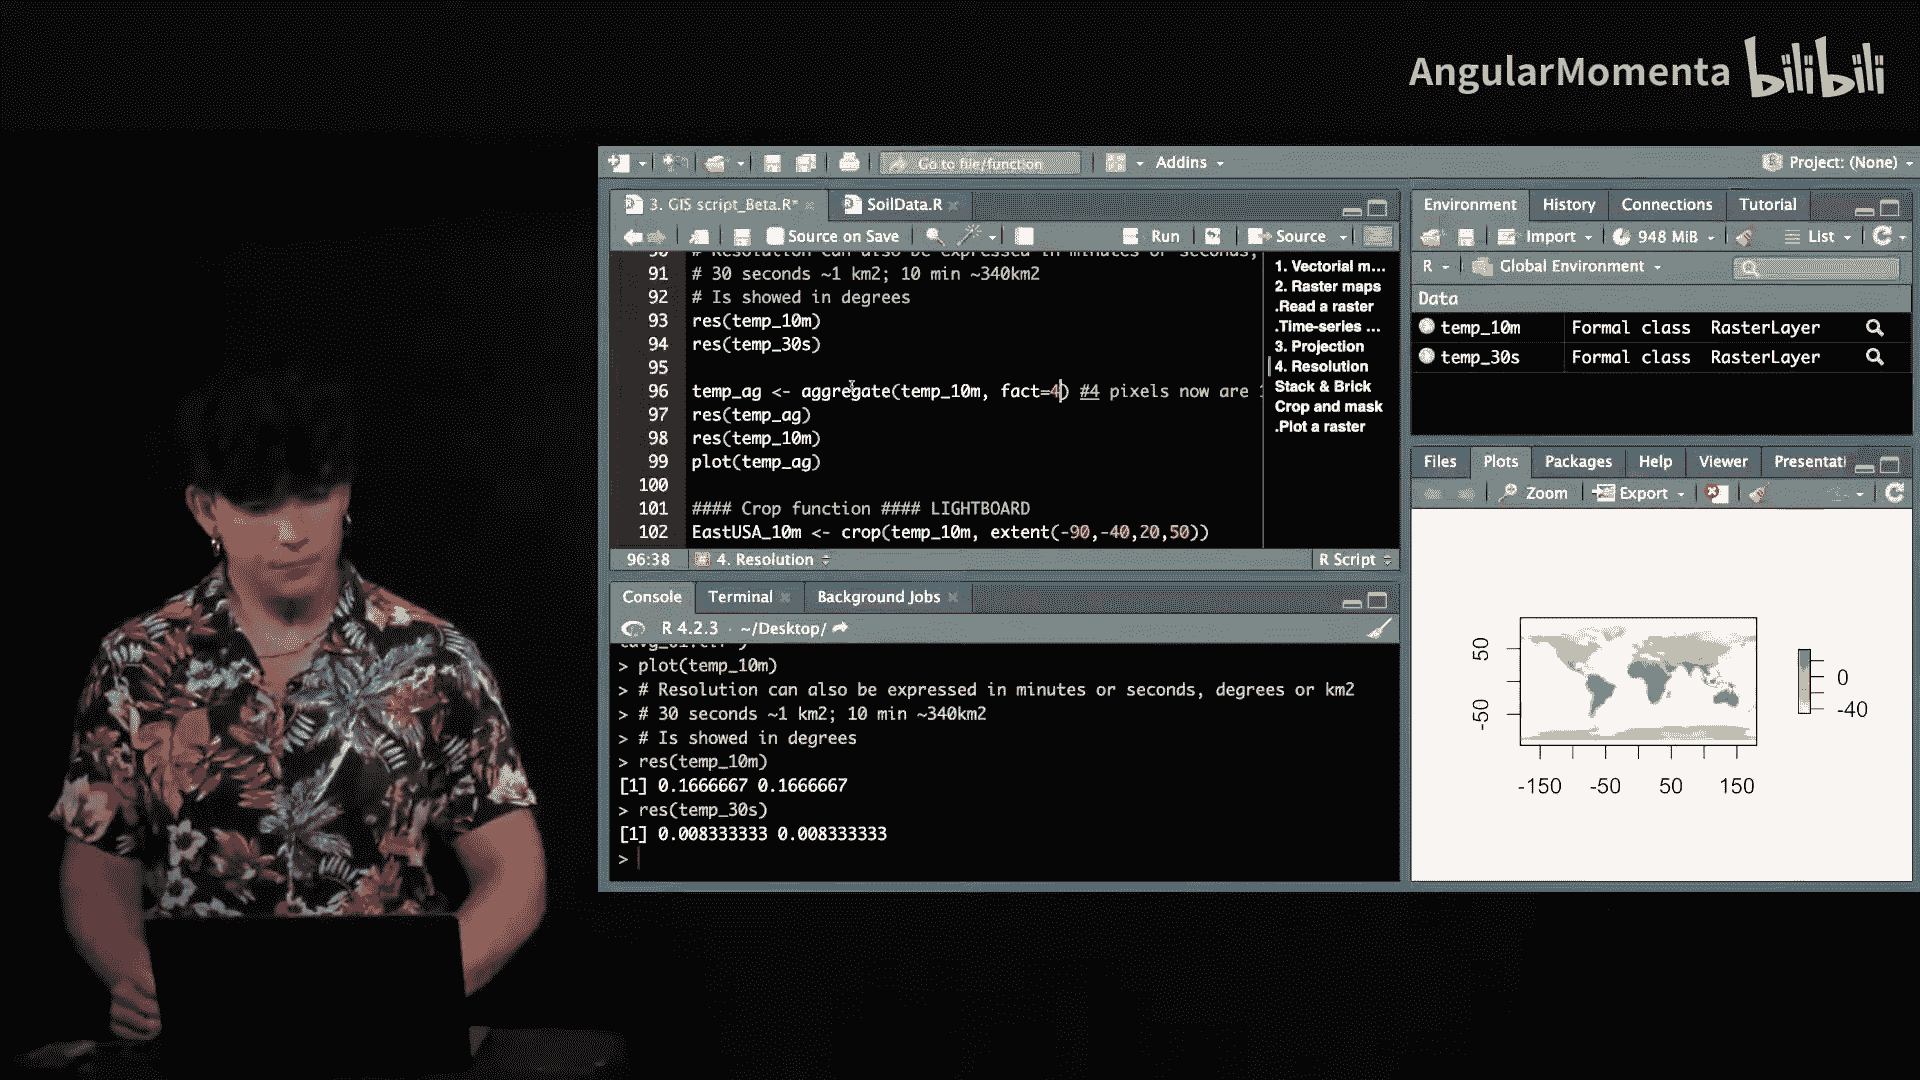 AngularMomenta bilibili
Go to file/function
Addins
Project: (None)
3. GIS script_Beta.R*
SoilData.R
Source on Save
Run
Source
91 # 30 seconds ~1 km2; 10 min ~340km2
92 # Is showed in degrees
93 res(temp_10m)
94 res(temp_30s)
95
96 temp_ag <- aggregate(temp_10m, fact=4) #4 pixels now are
97 res(temp_ag)
98 res(temp_10m)
99 plot(temp_ag)
100
101 #### Crop function #### LIGHTBOARD
102 EastUSA_10m <- crop(temp_10m, extent(-90,-40,20,50))
1. Vectorial m...
2. Raster maps
.Read a raster
.Time-series ...
3. Projection
4. Resolution
Stack & Brick
Crop and mask
.Plot a raster
96:38 4. Resolution R Script
Console Terminal Background Jobs
R 4.2.3 · ~/Desktop/
> plot(temp_10m)
> # Resolution can also be expressed in minutes or seconds, degrees or km2
> # 30 seconds ~1 km2; 10 min ~340km2
> # Is showed in degrees
> res(temp_10m)
[1] 0.1666667 0.1666667
> res(temp_30s)
[1] 0.008333333 0.008333333
>
Environment History Connections Tutorial
Import 948 MiB List
R Global Environment
Data
temp_10m Formal class RasterLayer
temp_30s Formal class RasterLayer
Files Plots Packages Help Viewer Presentati
Zoom Export
50
-50
-150 -50 50 150
0
-40